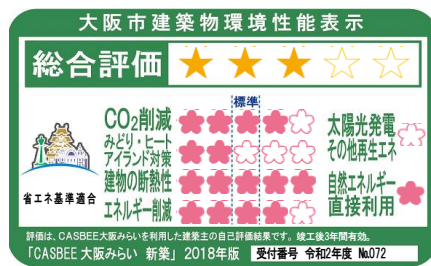 大阪市建築物環境性能表示
総合評価
標準
CO₂削減
みどり・ヒート
アイランド対策
建物の断熱性
エネルギー削減
太陽光発電
その他再生エネ
自然エネルギー
直接利用
省エネ基準適合
評価は、CASBEE大阪みらいを利用した建築主の自己評価結果です。竣工後3年間有効。
「CASBEE大阪みらい 新築」2018年版 受付番号 令和2年度 №072